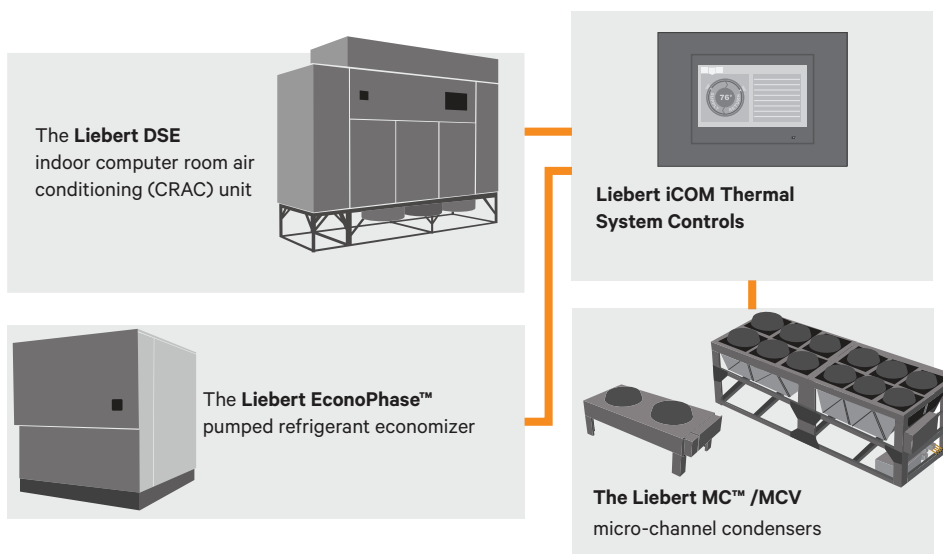 The Liebert DSE
indoor computer room air
conditioning (CRAC) unit
76°
Liebert iCOM Thermal
System Controls
The Liebert EconoPhase™
pumped refrigerant economizer
The Liebert MC™ /MCV
micro-channel condensers